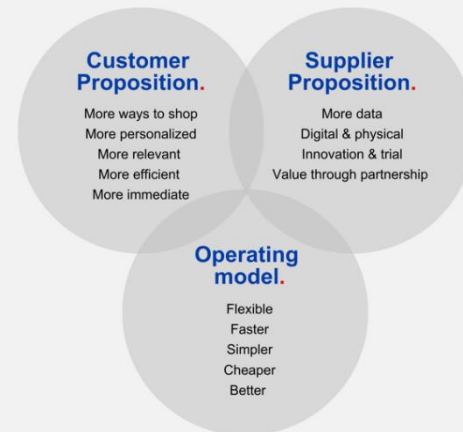 Customer
Proposition.
More ways to shop
More personalized
More relevant
More efficient
More immediate
Supplier
Proposition.
More data
Digital & physical
Innovation & trial
Value through partnership
Operating
model.
Flexible
Faster
Simpler
Cheaper
Better